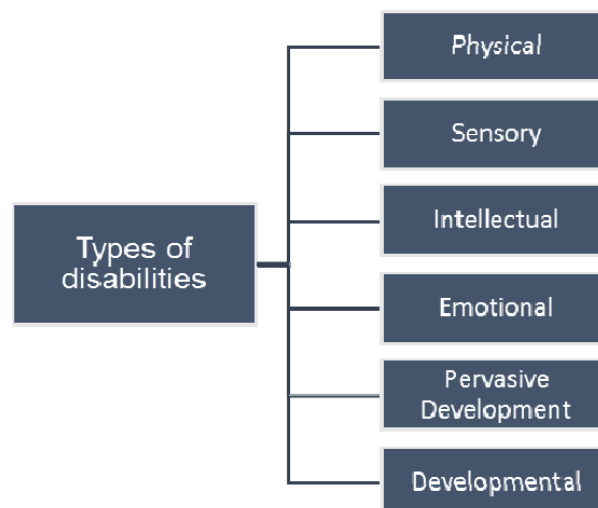 Types of
disabilities
Physical
Sensory
Intellectual
Emotional
Pervasive
Development
Developmental